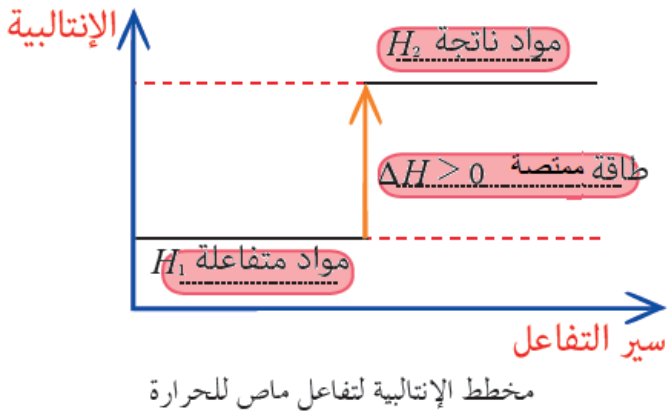 الإنتالبية
مواد ناتجة H₂
طاقة ممتصة ΔH > 0
مواد متفاعلة H₁
سير التفاعل
مخطط الإنتالبية لتفاعل ماص للحرارة